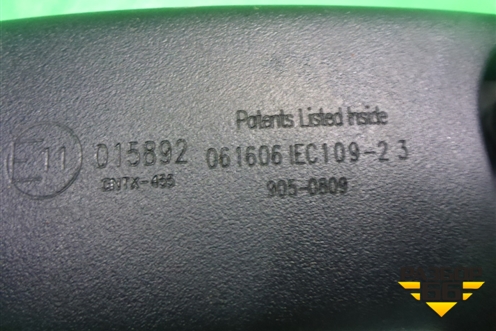 Patents Listed Inside
E11 015892 061606 IEC109-2 3
905-0809